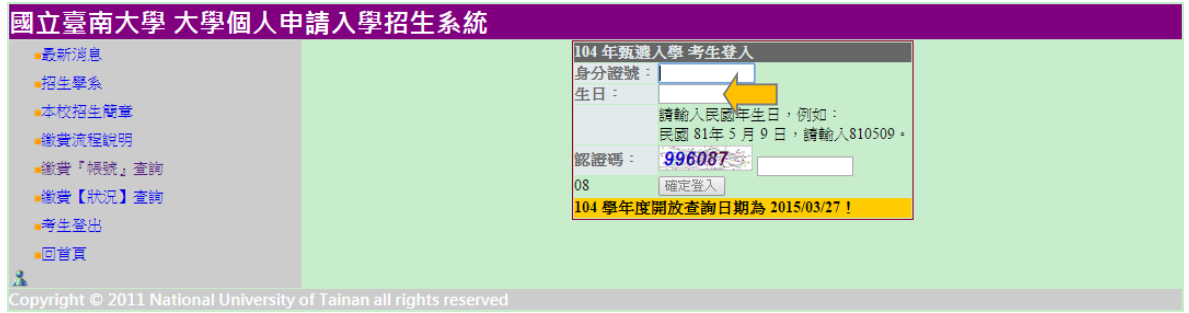 國立臺南大學 大學個人申請入學招生系統
最新消息
招生學系
本校招生簡章
繳費流程說明
繳費『帳號』查詢
繳費【狀況】查詢
考生登出
回首頁
104 年甄選入學 考生登入
身分證號：
生日：
請輸入民國年生日，例如：
民國 81年 5 月 9 日，請輸入810509。
認證碼： 996087
08 確定登入
104 學年度開放查詢日期為 2015/03/27！
Copyright © 2011 National University of Tainan all rights reserved